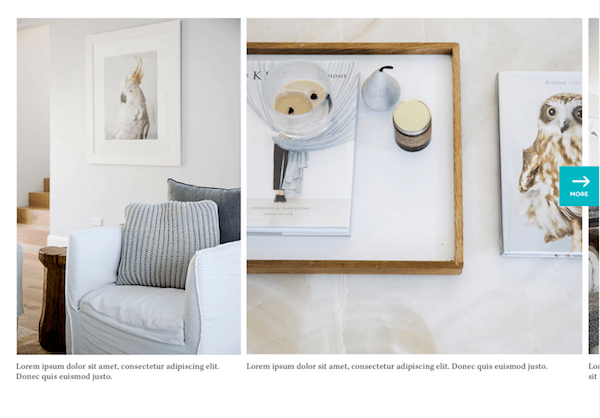 MORE
Lorem ipsum dolor sit amet, consectetur adipiscing elit.
Donec quis euismod justo.
Lorem ipsum dolor sit amet, consectetur adipiscing elit. Donec quis euismod justo.
sit